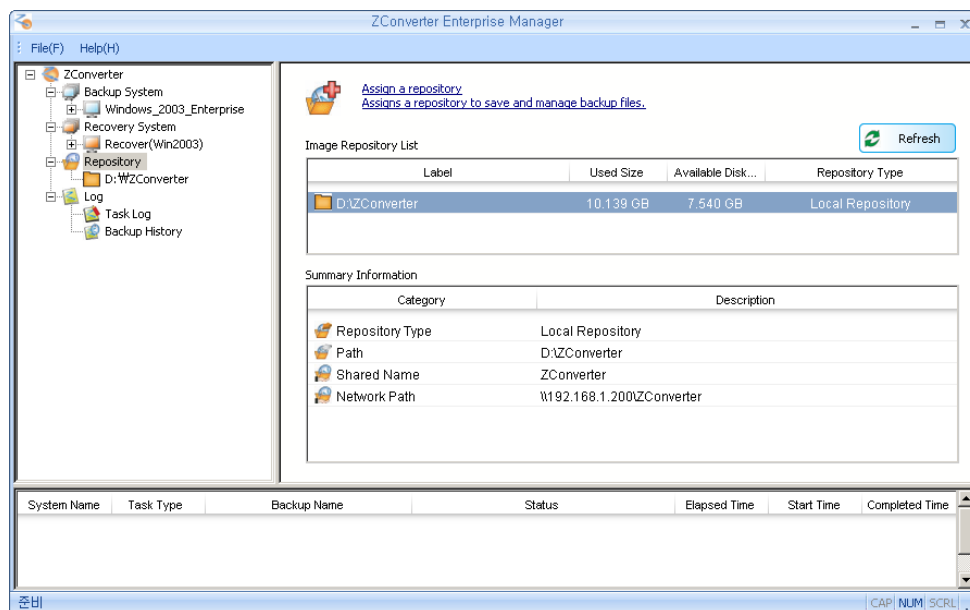 ZConverter Enterprise Manager
File(F) Help(H)
ZConverter
Backup System
Windows_2003_Enterprise
Recovery System
Recover(Win2003)
Repository
D:₩ZConverter
Log
Task Log
Backup History
Assign a repository
Assigns a repository to save and manage backup files.
Refresh
Image Repository List
Label Used Size Available Disk... Repository Type
D:\ZConverter 10.139 GB 7.540 GB Local Repository
Summary Information
Category Description
Repository Type Local Repository
Path D:\ZConverter
Shared Name ZConverter
Network Path \\192.168.1.200\ZConverter
System Name Task Type Backup Name Status Elapsed Time Start Time Completed Time
준비 CAP NUM SCRL